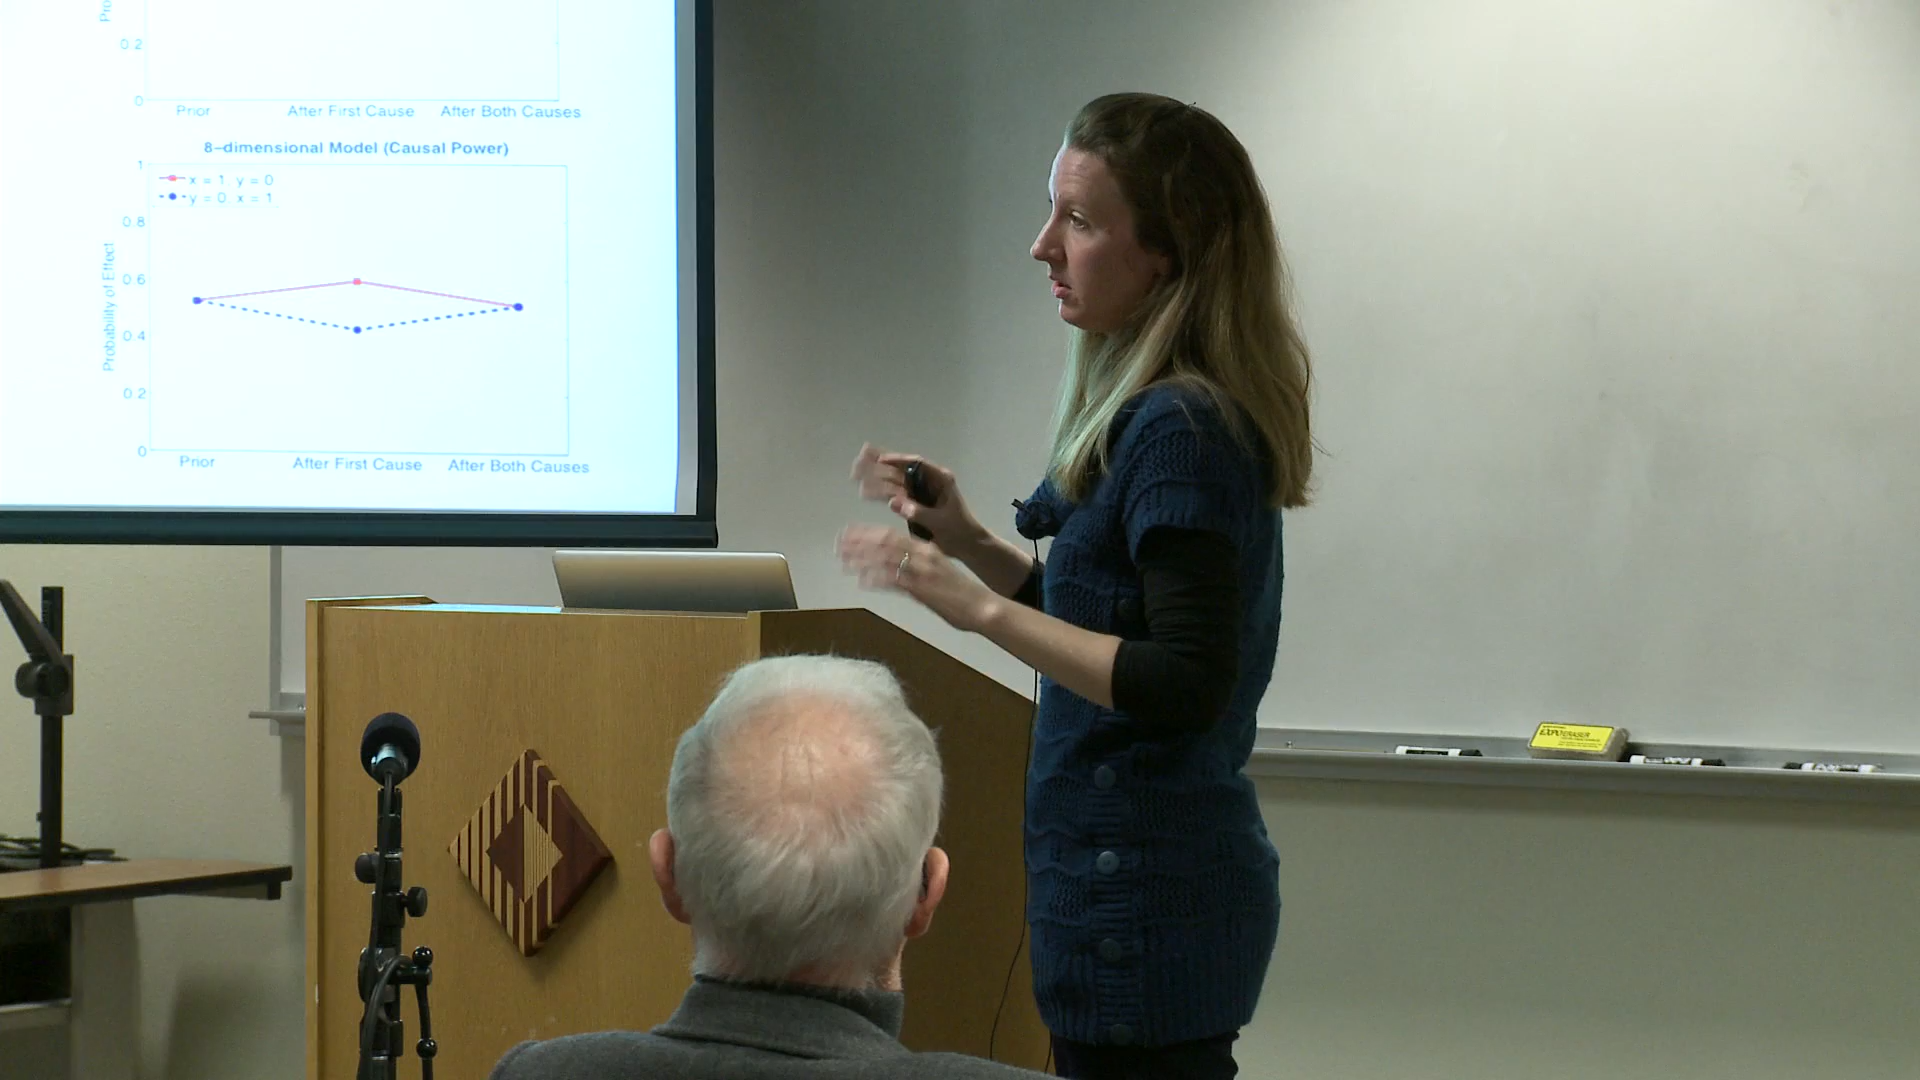 0.2
0
Prior After First Cause After Both Causes
8-dimensional Model (Causal Power)
1
x = 1, y = 0
y = 0, x = 1
0.8
0.6
0.4
0.2
0
Probability of Effect
Prior After First Cause After Both Causes
EXPO ERASER